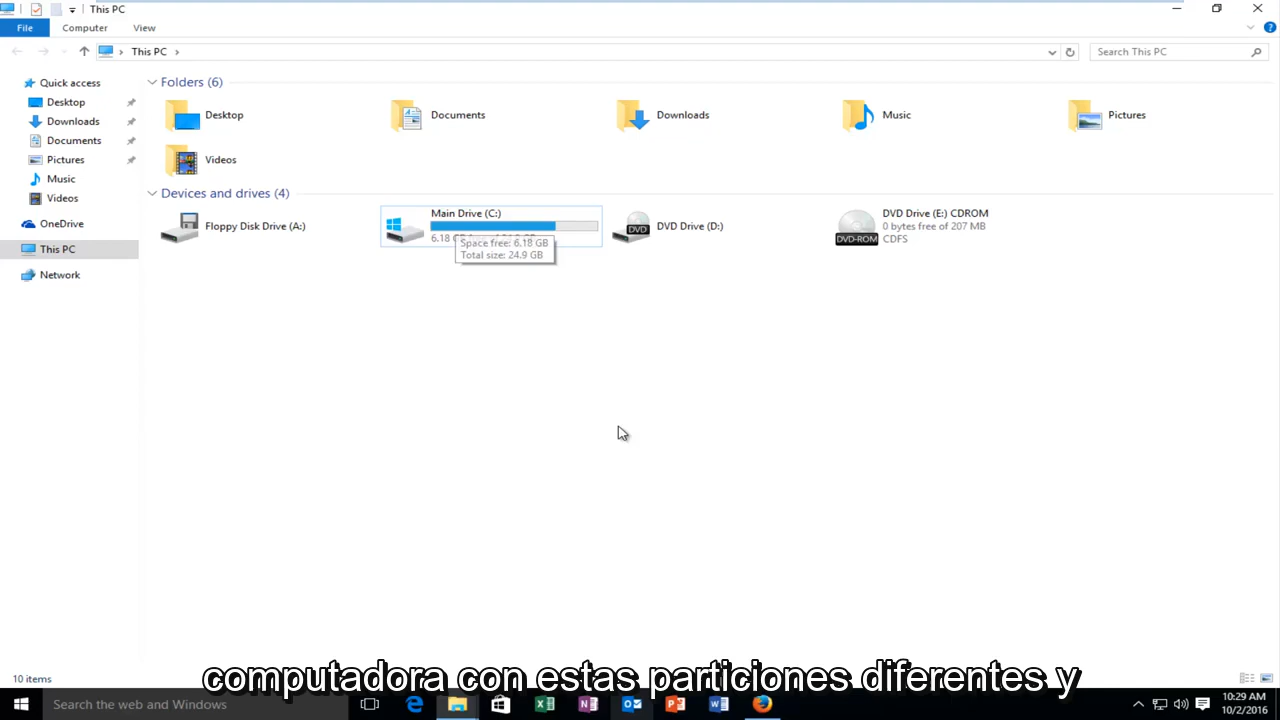 This PC
File
Computer
View
This PC
Search This PC
Quick access
Desktop
Downloads
Documents
Pictures
Music
Videos
OneDrive
This PC
Network
Folders (6)
Desktop
Documents
Downloads
Music
Pictures
Videos
Devices and drives (4)
Floppy Disk Drive (A:)
Main Drive (C:)
6.18
Space free: 6.18 GB
Total size: 24.9 GB
DVD Drive (D:)
DVD Drive (E:) CDROM
0 bytes free of 207 MB
CDFS
DVD
DVD-ROM
10 items
computadora con estas particiones diferentes y
Search the web and Windows
10:29 AM
10/2/2016